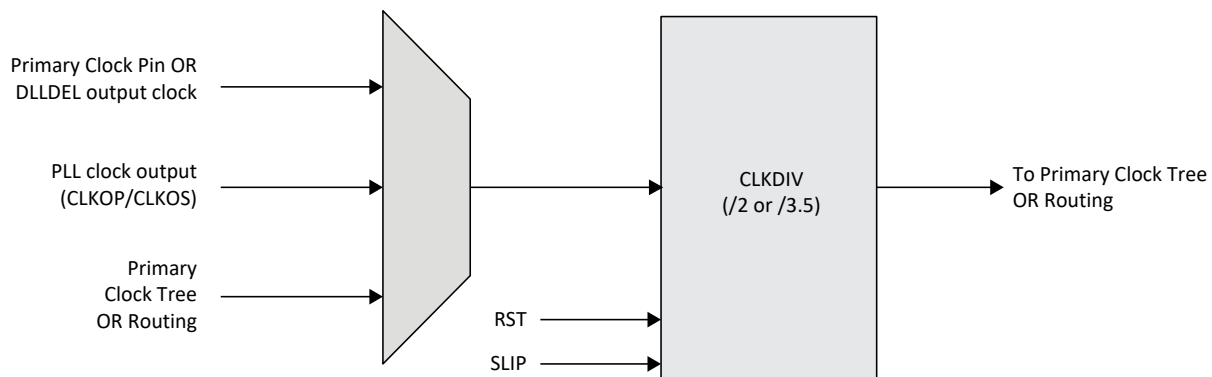 Primary Clock Pin OR
DLLDEL output clock
PLL clock output
(CLKOP/CLKOS)
Primary
Clock Tree
OR Routing
CLKDIV
(/2 or /3.5)
RST
SLIP
To Primary Clock Tree
OR Routing